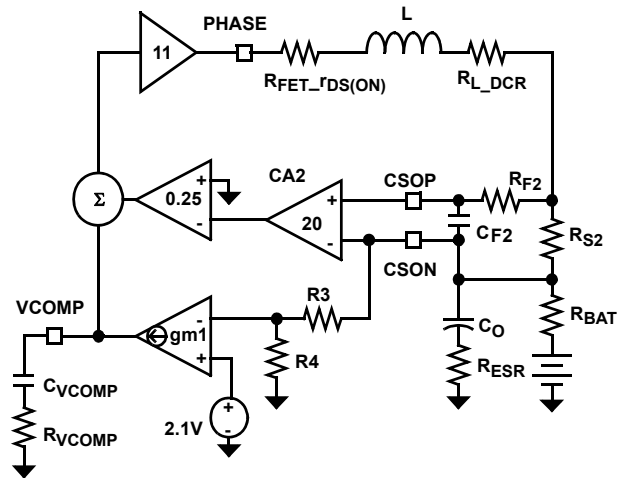 PHASE
L
11
RFET_rDS(ON)
RL_DCR
CA2
CSOP
RF2
Σ
0.25
+
-
20
+
-
CF2
RS2
CSON
VCOMP
R3
gm1
-
+
R4
CO
RBAT
RESR
CVCOMP
RVCOMP
2.1V
+
-